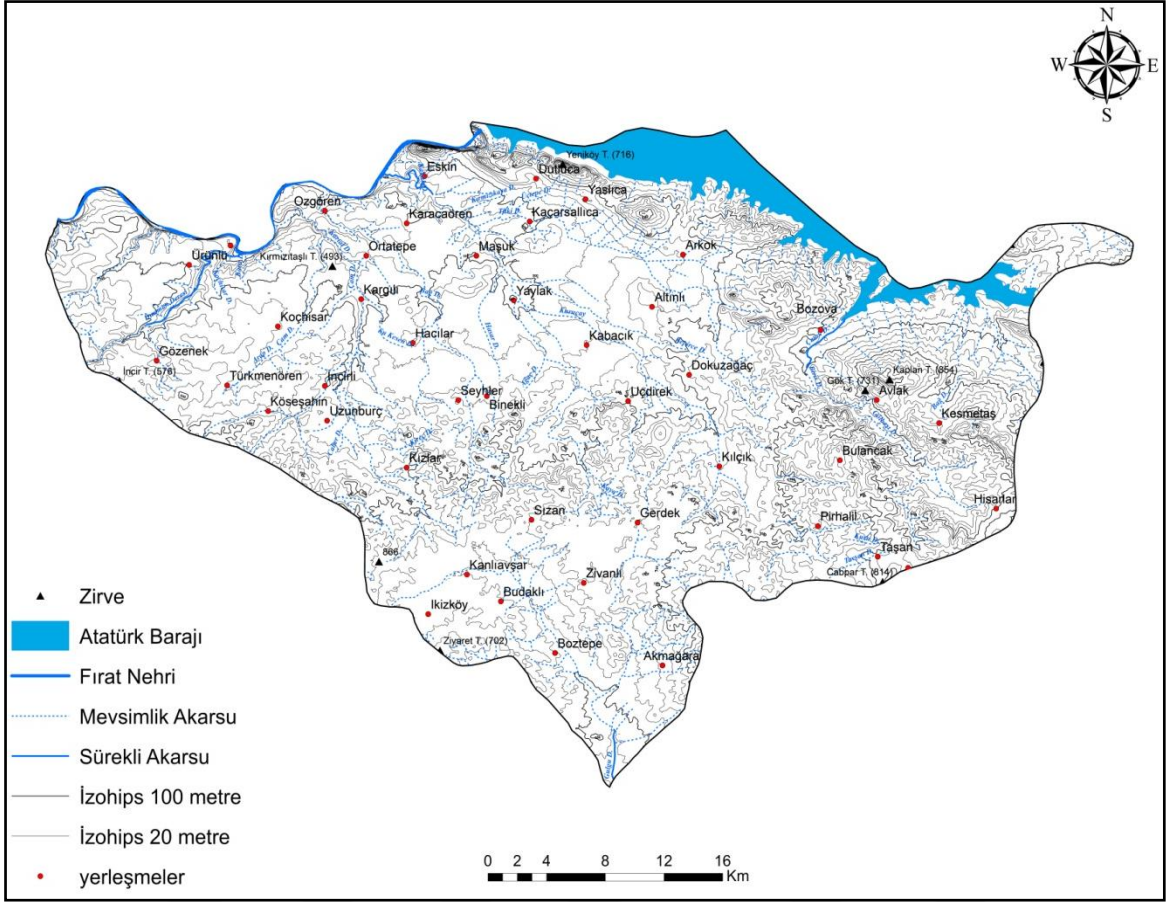 N
W
E
S
Yeniköy T. (716)
Eskin
Dutluca
Yaslıca
Özgören
Karacaören
Kaçarsallıca
Ortatepe
Maşuk
Arkok
Ürünlü
Kırmızıtaşlı T. (493)
Kargılı
Yaylak
Altınlı
Bozova
Koçhisar
Hacılar
Kabacık
Gözenek
İncir T. (576)
Türkmenören
İncirli
Dokuzağaç
Kaplan T. (854)
Gök T. (731)
Avlak
Köseşahin
Uzunburç
Seyhler
Binekli
Üçdirek
Kesmetaş
Kızlar
Kılçık
Bulancak
Hisarlar
Sızan
Gerdek
Pirhalil
Taşan
Cabpar T. (614)
866
Kanlıavşar
Zivanlı
Budaklı
İkizköy
Ziyaret T. (702)
Boztepe
Akmağara
Zirve
Atatürk Barajı
Fırat Nehri
Mevsimlik Akarsu
Sürekli Akarsu
İzohips 100 metre
İzohips 20 metre
yerleşmeler
0 2 4 8 12 16
Km